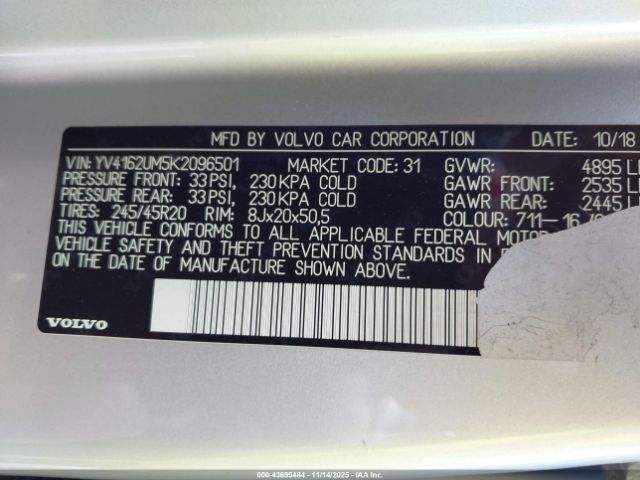 MFD BY VOLVO CAR CORPORATION DATE: 10/18
VIN: YV4162UM5K2096501 MARKET CODE: 31 GVWR: 4895
PRESSURE FRONT: 33PSI, 230KPA COLD GAWR FRONT: 2535
PRESSURE REAR: 33 PSI, 230KPA COLD GAWR REAR: 2445
TIRES: 245/45R20 RIM: 8Jx20x50,5 COLOUR: 711-
THIS VEHICLE CONFORMS TO ALL APPLICABLE FEDERAL MOTOR
VEHICLE SAFETY AND THEFT PREVENTION STANDARDS IN
ON THE DATE OF MANUFACTURE SHOWN ABOVE.
VOLVO
000-43699484 - 11/14/2025 - IAA Inc.